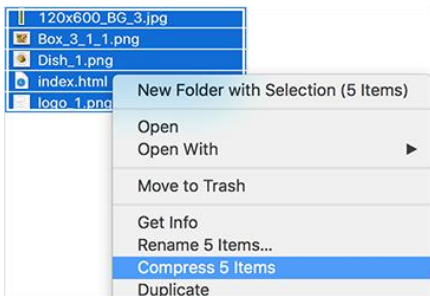 120x600_BG_3.jpg
Box_3_1_1.png
Dish_1.png
index.html
logo_1.png
New Folder with Selection (5 Items)
Open
Open With
Move to Trash
Get Info
Rename 5 Items...
Compress 5 Items
Duplicate